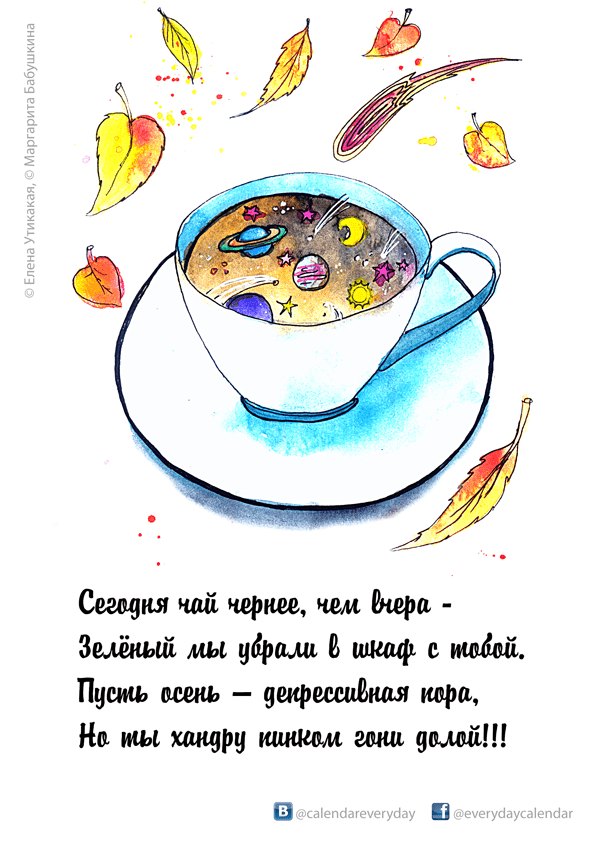 © Елена Утикакая, © Маргарита Бабушкина
Сегодня чай чернее, чем вчера -
Зелёный мы убрали в шкаф с тобой.
Пусть осень — депрессивная пора,
Но ты хандру пинком гони долой!!!
B @calendareveryday f @everydaycalendar